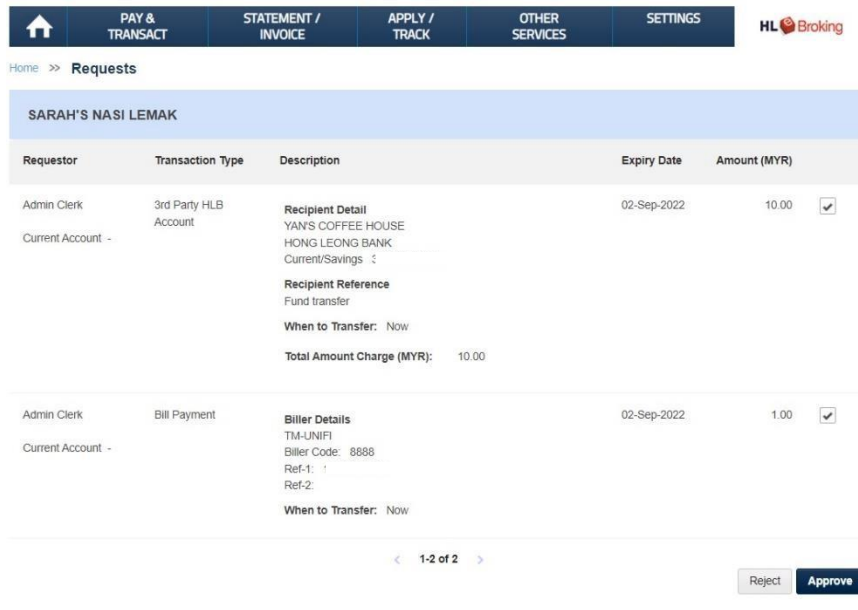 PAY &
TRANSACT
STATEMENT /
INVOICE
APPLY /
TRACK
OTHER
SERVICES
SETTINGS
HL Broking
Home >> Requests
SARAH'S NASI LEMAK
Requestor Transaction Type Description Expiry Date Amount (MYR)
Admin Clerk
Current Account -
3rd Party HLB
Account
Recipient Detail
YAN'S COFFEE HOUSE
HONG LEONG BANK
Current/Savings
Recipient Reference
Fund transfer
When to Transfer: Now
Total Amount Charge (MYR): 10.00
02-Sep-2022
10.00
Admin Clerk
Current Account -
Bill Payment
Biller Details
TM-UNIFI
Biller Code: 8888
Ref-1:
Ref-2:
When to Transfer: Now
02-Sep-2022
1.00
< 1-2 of 2 >
Reject Approve